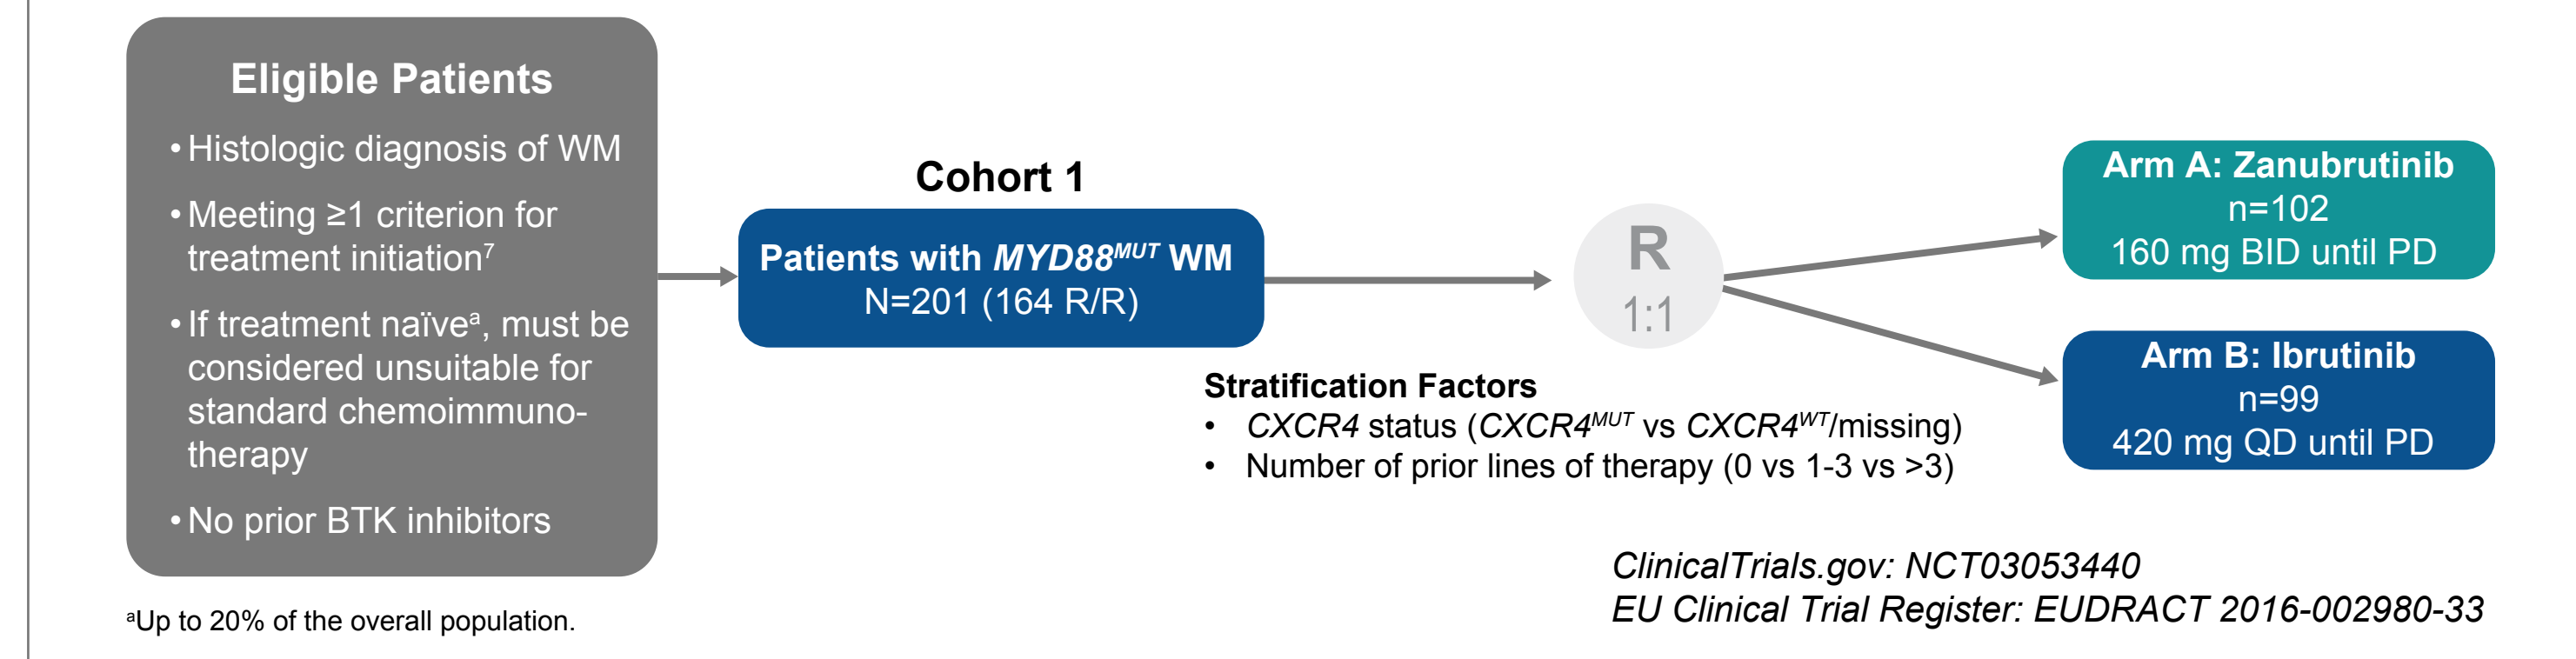 Eligible Patients
• Histologic diagnosis of WM
• Meeting ≥1 criterion for
treatment initiation⁷
• If treatment naïveᵃ, must be
considered unsuitable for
standard chemoimmuno-
therapy
• No prior BTK inhibitors
ᵃUp to 20% of the overall population.
Cohort 1
Patients with MYD88ᴹᵁᵀ WM
N=201 (164 R/R)
R
1:1
Stratification Factors
• CXCR4 status (CXCR4ᴹᵁᵀ vs CXCR4ᵂᵀ/missing)
• Number of prior lines of therapy (0 vs 1-3 vs >3)
Arm A: Zanubrutinib
n=102
160 mg BID until PD
Arm B: Ibrutinib
n=99
420 mg QD until PD
ClinicalTrials.gov: NCT03053440
EU Clinical Trial Register: EUDRACT 2016-002980-33